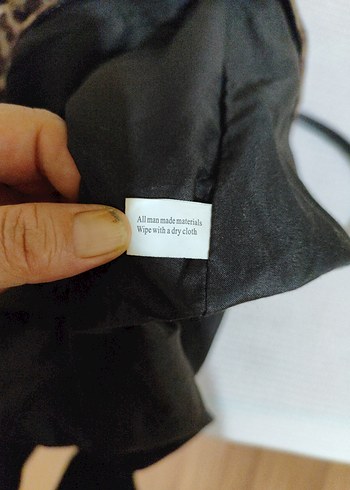 All man made materials
Wipe with a dry cloth